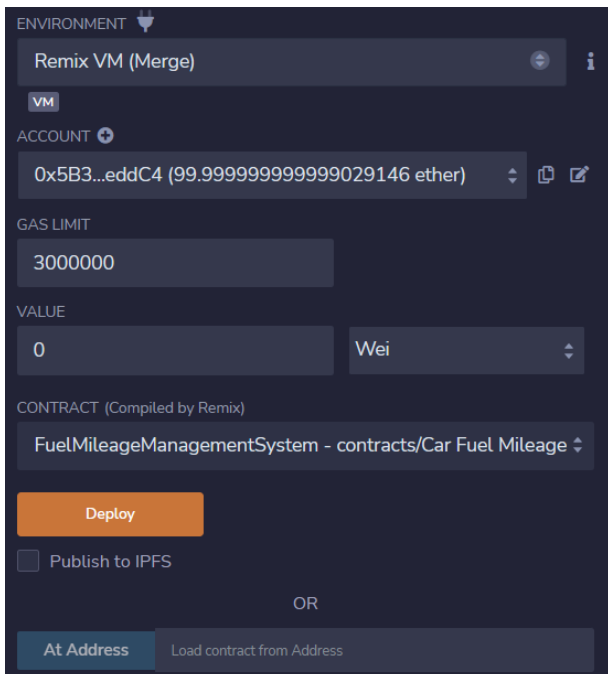 ENVIRONMENT
Remix VM (Merge)
i
VM
ACCOUNT
0x5B3...eddC4 (99.999999999999029146 ether)
GAS LIMIT
3000000
VALUE
0 Wei
CONTRACT (Compiled by Remix)
FuelMileageManagementSystem - contracts/Car Fuel Mileage
Deploy
Publish to IPFS
OR
At Address Load contract from Address